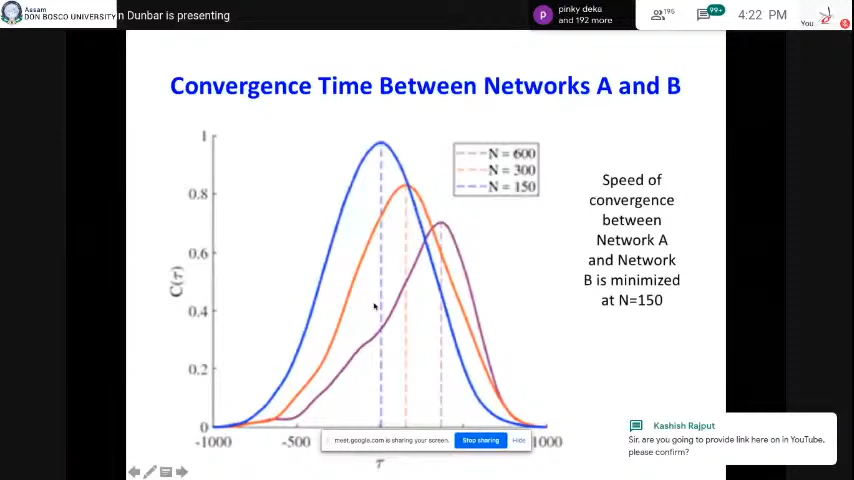 Assam
DON BOSCO UNIVERSITY
n Dunbar is presenting
P
pinky deka
and 192 more
195
99+
4:22 PM
You
Convergence Time Between Networks A and B
C(τ)
1
0.8
0.6
0.4
0.2
0
-1000
-500
1000
τ
N = 600
N = 300
N = 150
Speed of
convergence
between
Network A
and Network
B is minimized
at N=150
meet.google.com is sharing your screen.
Stop sharing
Hide
Kashish Rajput
Sir, are you going to provide link here on in YouTube,
please confirm?